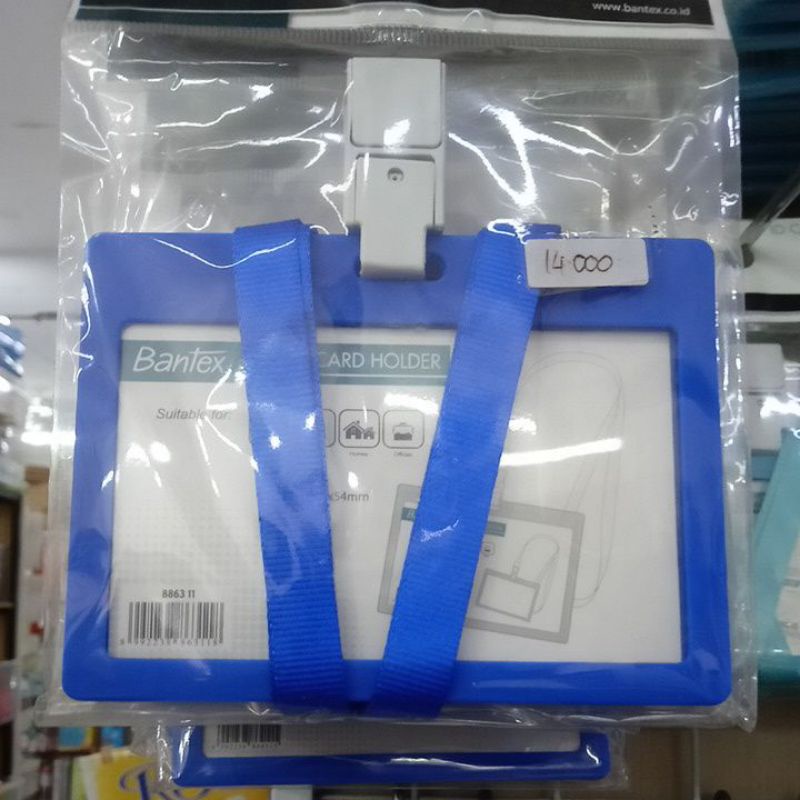 www.bantex.co.id
14.000
Bantex CARD HOLDER
Suitable for:
Homes Offices
x54mm
8863 11